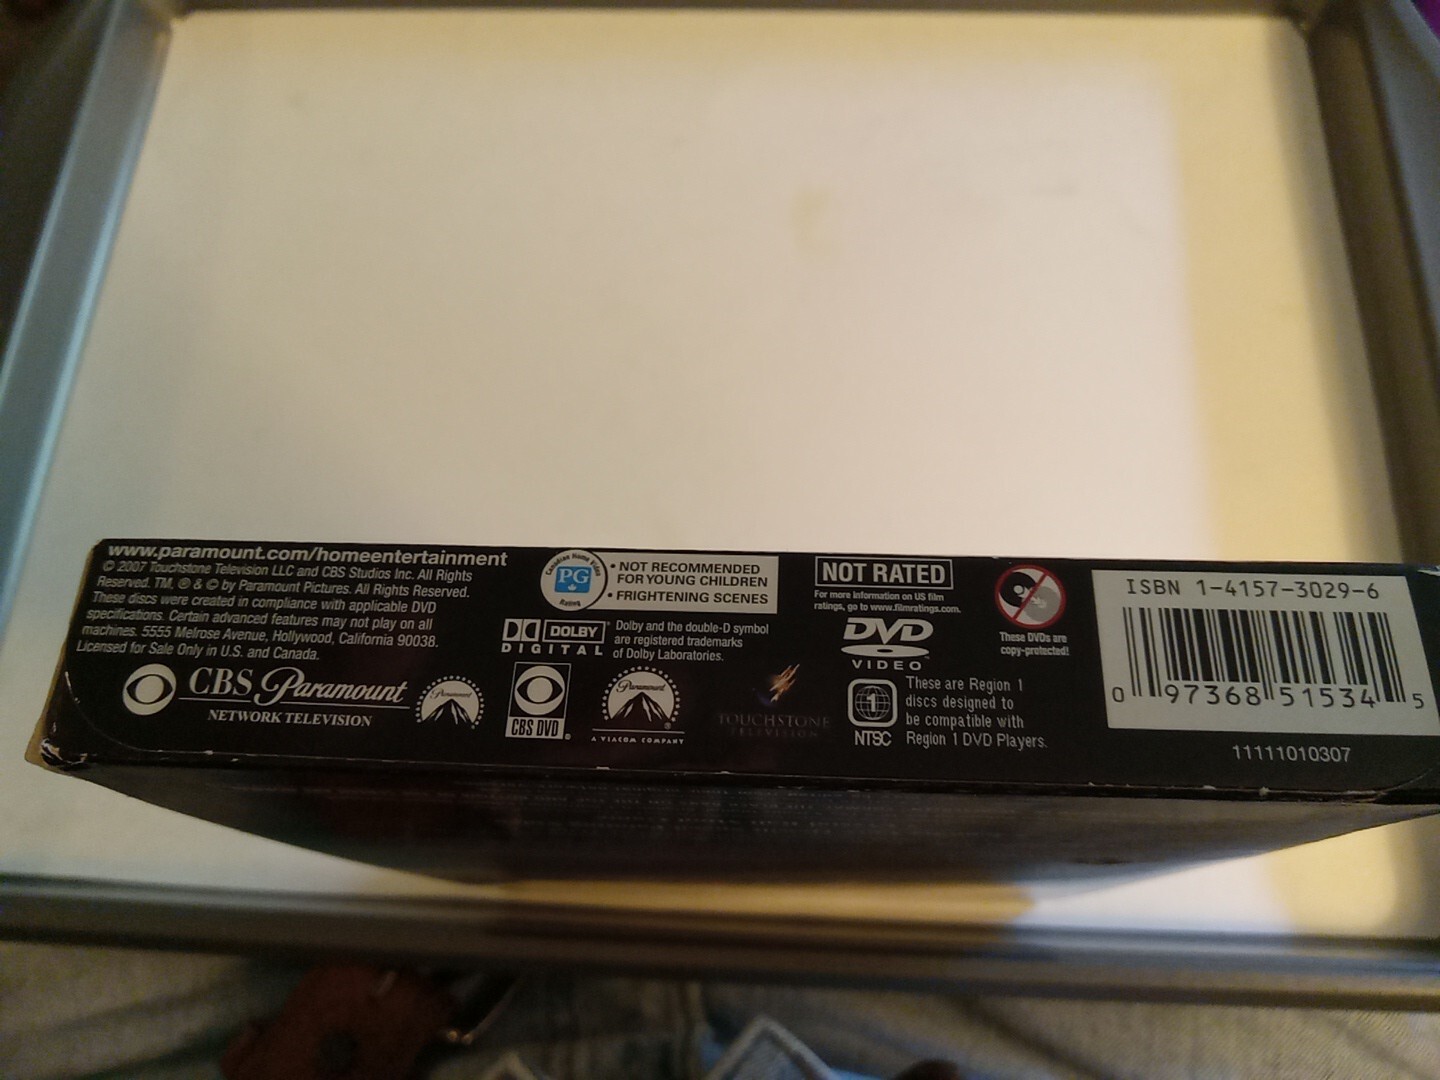 www.paramount.com/homeentertainment
© 2007 Touchstone Television LLC and CBS Studios Inc. All Rights
Reserved. TM, ® & © by Paramount Pictures. All Rights Reserved.
These discs were created in compliance with applicable DVD
specifications. Certain advanced features may not play on all
machines. 5555 Melrose Avenue, Hollywood, California 90038.
Licensed for Sale Only in U.S. and Canada.
CBS Paramount
NETWORK TELEVISION
Paramount
Canadian Home Video
PG
Rated
• NOT RECOMMENDED
FOR YOUNG CHILDREN
• FRIGHTENING SCENES
DOLBY
DIGITAL
Dolby and the double-D symbol
are registered trademarks
of Dolby Laboratories.
CBS DVD
Paramount
A VIACOM COMPANY
TOUCHSTONE
TELEVISION
NOT RATED
For more information on US film
ratings, go to www.filmratings.com.
DVD
VIDEO
1
NTSC
These are Region 1
discs designed to
be compatible with
Region 1 DVD Players.
These DVDs are
copy-protected!
ISBN 1-4157-3029-6
0 97368 51534 5
11111010307